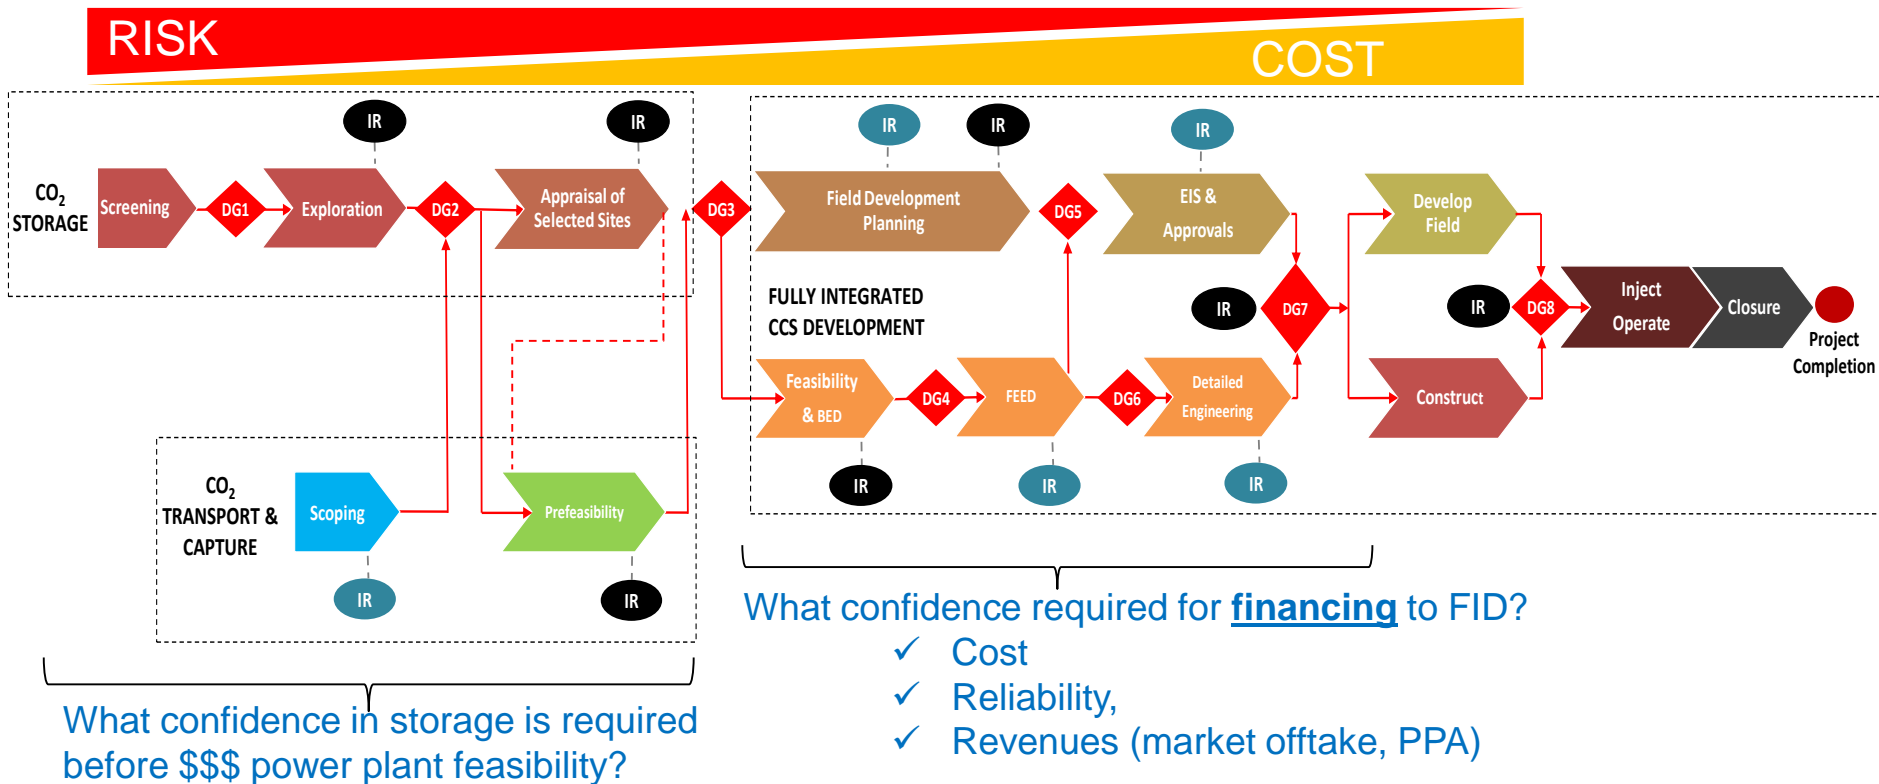 RISK
COST
IR
IR
IR
IR
IR
CO2
STORAGE
Screening
DG1
Exploration
DG2
Appraisal of
Selected Sites
DG3
Field Development
Planning
DG5
EIS &
Approvals
Develop
Field
FULLY INTEGRATED
CCS DEVELOPMENT
IR
DG7
IR
DG8
Inject
Operate
Closure
Project
Completion
Feasibility
& BED
DG4
FEED
DG6
Detailed
Engineering
Construct
IR
IR
IR
CO2
TRANSPORT &
CAPTURE
Scoping
Prefeasibility
IR
IR
What confidence required for financing to FID?
✓ Cost
✓ Reliability,
✓ Revenues (market offtake, PPA)
What confidence in storage is required
before $$$ power plant feasibility?